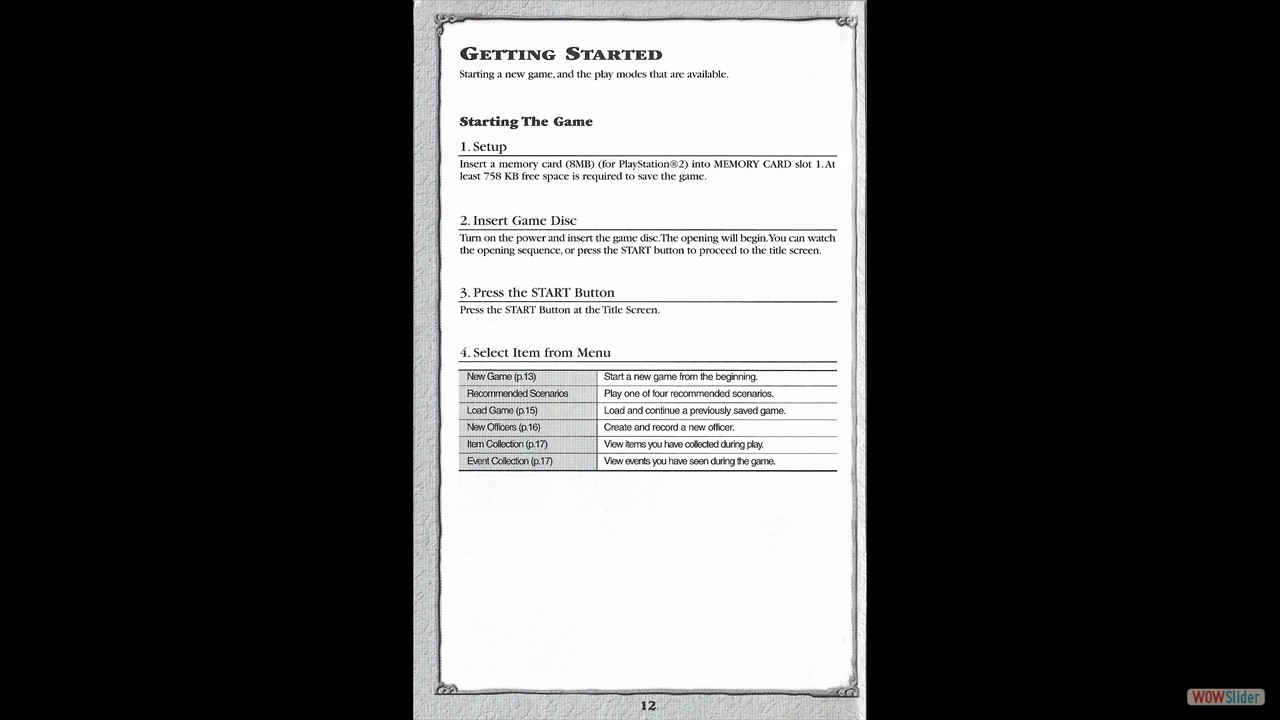 GETTING STARTED
Starting a new game, and the play modes that are available.
Starting The Game
1. Setup
Insert a memory card (8MB) (for PlayStation®2) into MEMORY CARD slot 1. At
least 758 KB free space is required to save the game.
2. Insert Game Disc
Turn on the power and insert the game disc. The opening will begin. You can watch
the opening sequence, or press the START button to proceed to the title screen.
3. Press the START Button
Press the START Button at the Title Screen.
4. Select Item from Menu
New Game (p.13) Start a new game from the beginning.
Recommended Scenarios Play one of four recommended scenarios.
Load Game (p.15) Load and continue a previously saved game.
New Officers (p.16) Create and record a new officer.
Item Collection (p.17) View items you have collected during play.
Event Collection (p.17) View events you have seen during the game.
12
WOWSlider